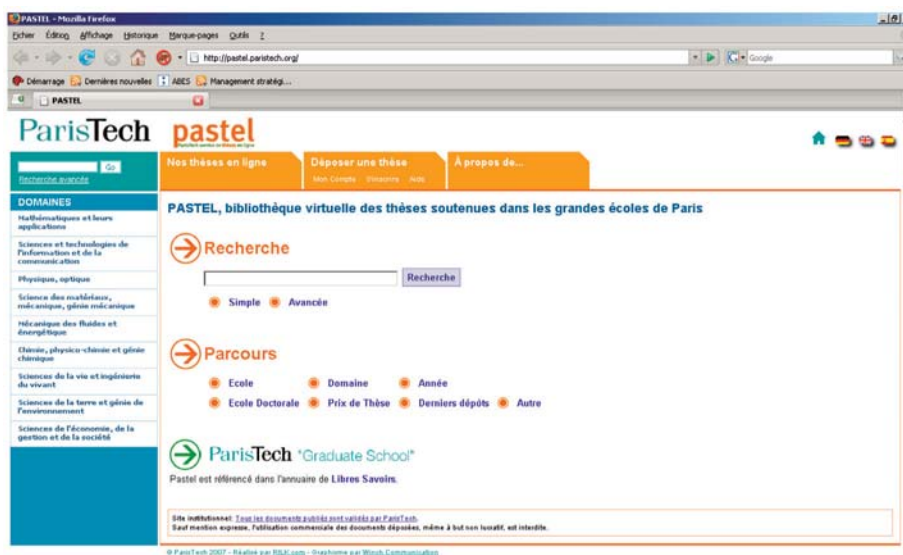 PASTEL - Mozilla Firefox
Fichier Édition Affichage Historique Marque-pages Outils ?
http://pastel.paristech.org/
Google
Démarrage Dernières nouvelles ABES Management stratégi...
PASTEL
ParisTech pastel
Go
Recherche avancée
Nos thèses en ligne
Déposer une thèse
Mon Compte S'inscrire Aide
À propos de...
DOMAINES
Mathématiques et leurs
applications
Sciences et technologies de
l'information et de la
communication
Physique, optique
Science des matériaux,
mécanique, génie mécanique
Mécanique des fluides et
énergétique
Chimie, physico-chimie et génie
chimique
Sciences de la vie et ingénierie
du vivant
Sciences de la terre et génie de
l'environnement
Sciences de l'économie, de la
gestion et de la société
PASTEL, bibliothèque virtuelle des thèses soutenues dans les grandes écoles de Paris
Recherche
Recherche
Simple Avancée
Parcours
Ecole Domaine Année
Ecole Doctorale Prix de Thèse Derniers dépôts Autre
ParisTech "Graduate School"
Pastel est référencé dans l'annuaire de Libres Savoirs.
Site institutionnel: Tous les documents publiés sont validés par ParisTech.
Sauf mention expresse, l'utilisation commerciale des documents déposées, même à but non lucratif, est interdite.
© ParisTech 2007 - Réalisé par RILK.com - Graphisme par Winch Communication